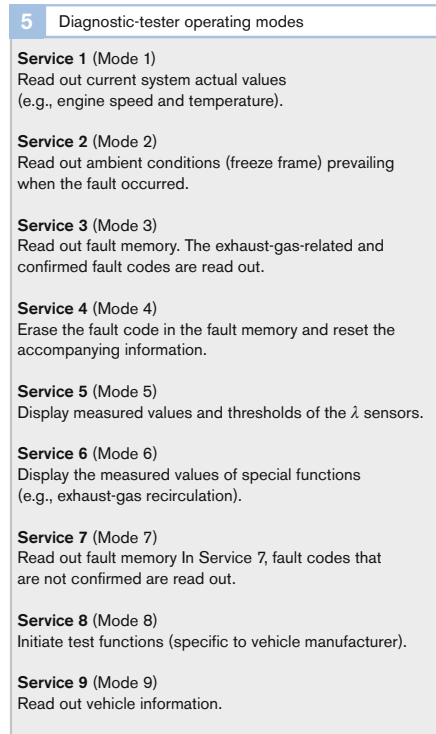 5 Diagnostic-tester operating modes
Service 1 (Mode 1)
Read out current system actual values
(e.g., engine speed and temperature).
Service 2 (Mode 2)
Read out ambient conditions (freeze frame) prevailing
when the fault occurred.
Service 3 (Mode 3)
Read out fault memory. The exhaust-gas-related and
confirmed fault codes are read out.
Service 4 (Mode 4)
Erase the fault code in the fault memory and reset the
accompanying information.
Service 5 (Mode 5)
Display measured values and thresholds of the λ sensors.
Service 6 (Mode 6)
Display the measured values of special functions
(e.g., exhaust-gas recirculation).
Service 7 (Mode 7)
Read out fault memory In Service 7, fault codes that
are not confirmed are read out.
Service 8 (Mode 8)
Initiate test functions (specific to vehicle manufacturer).
Service 9 (Mode 9)
Read out vehicle information.